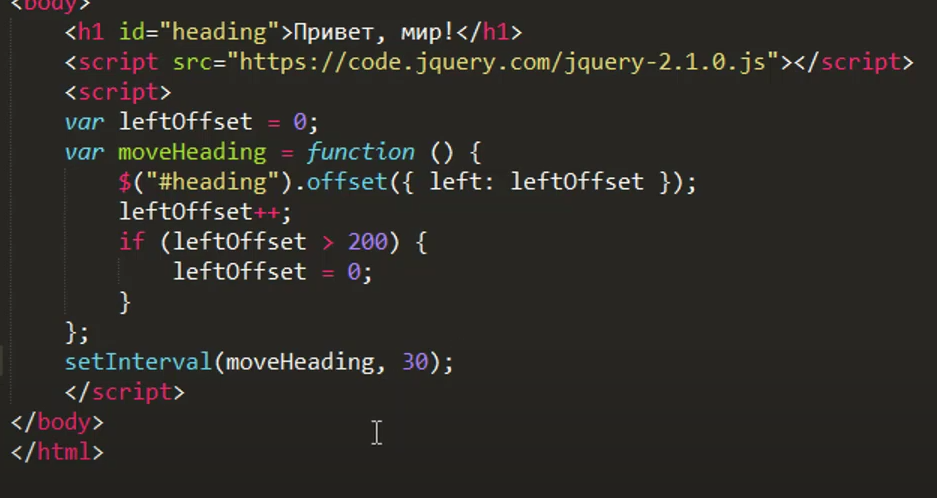 <body>
<h1 id="heading">Привет, мир!</h1>
<script src="https://code.jquery.com/jquery-2.1.0.js"></script>
<script>
var leftOffset = 0;
var moveHeading = function () {
$("#heading").offset({ left: leftOffset });
leftOffset++;
if (leftOffset > 200) {
leftOffset = 0;
}
};
setInterval(moveHeading, 30);
</script>
</body>
</html>